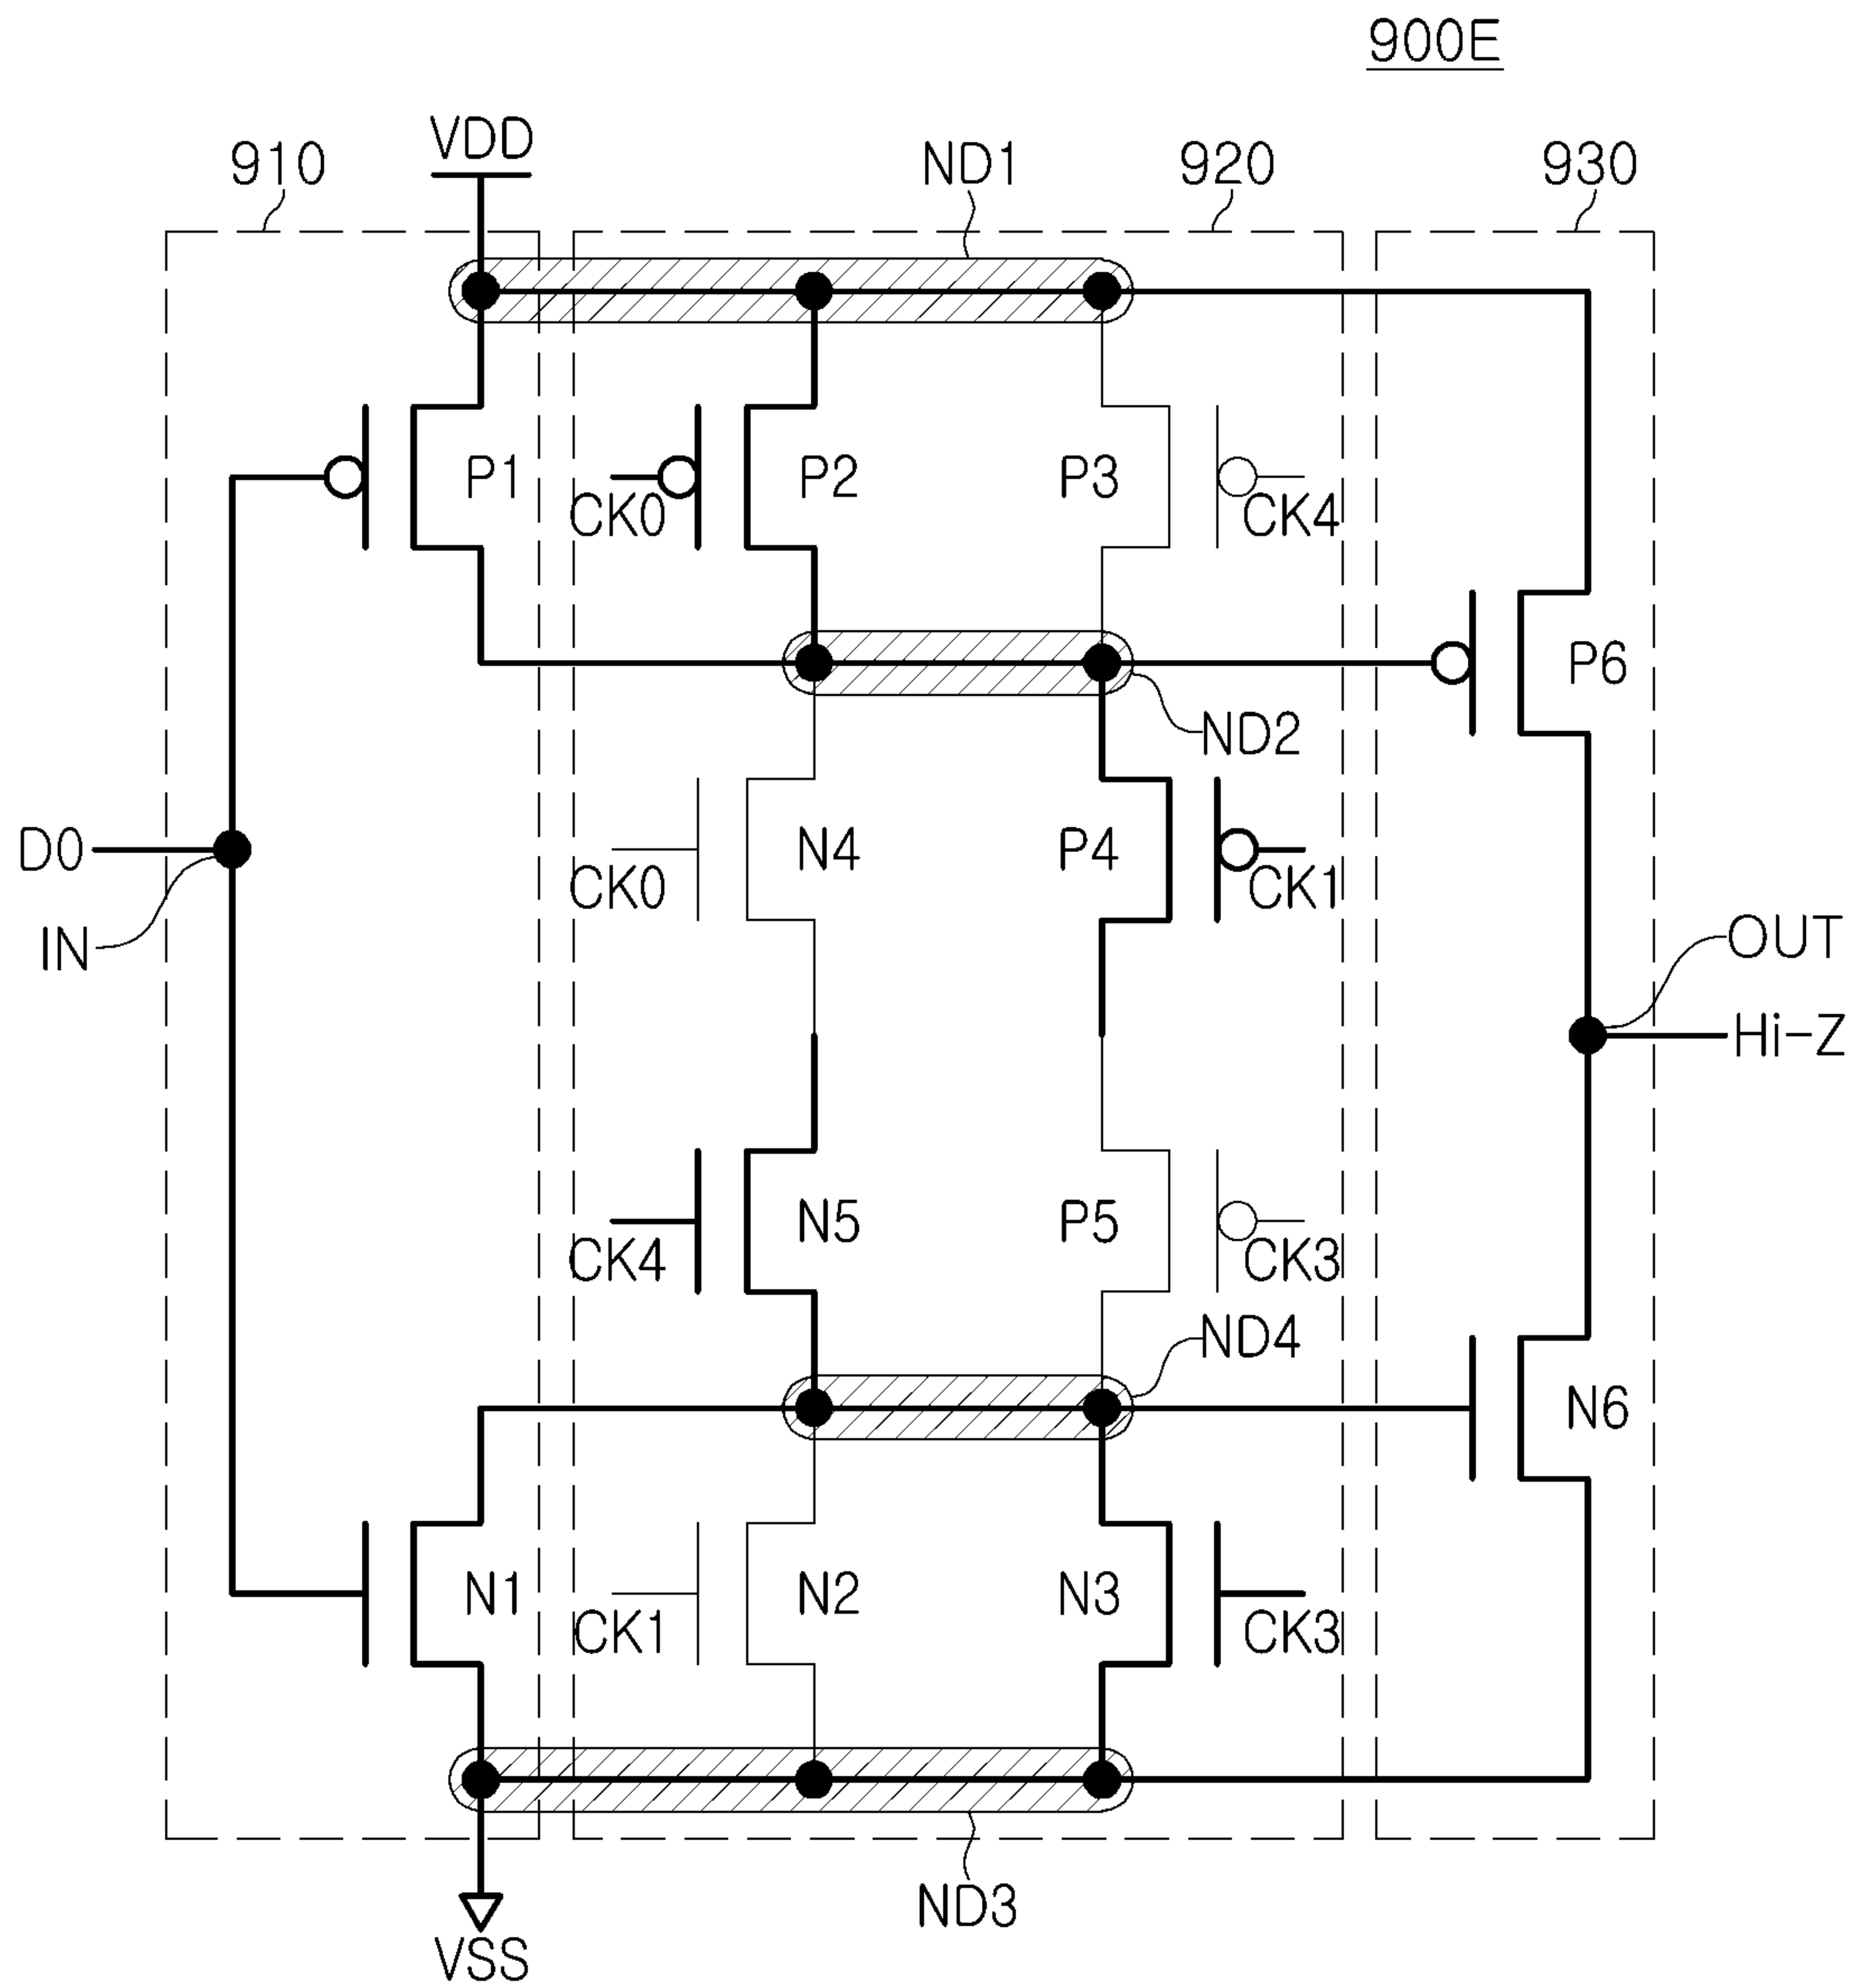 900E
VDD
910
ND1
920
930
P1
P2
P3
CK0
CK4
P6
ND2
D0
N4
P4
CK0
CK1
IN
OUT
Hi-Z
N5
P5
CK4
CK3
ND4
N6
N1
N2
N3
CK1
CK3
ND3
VSS